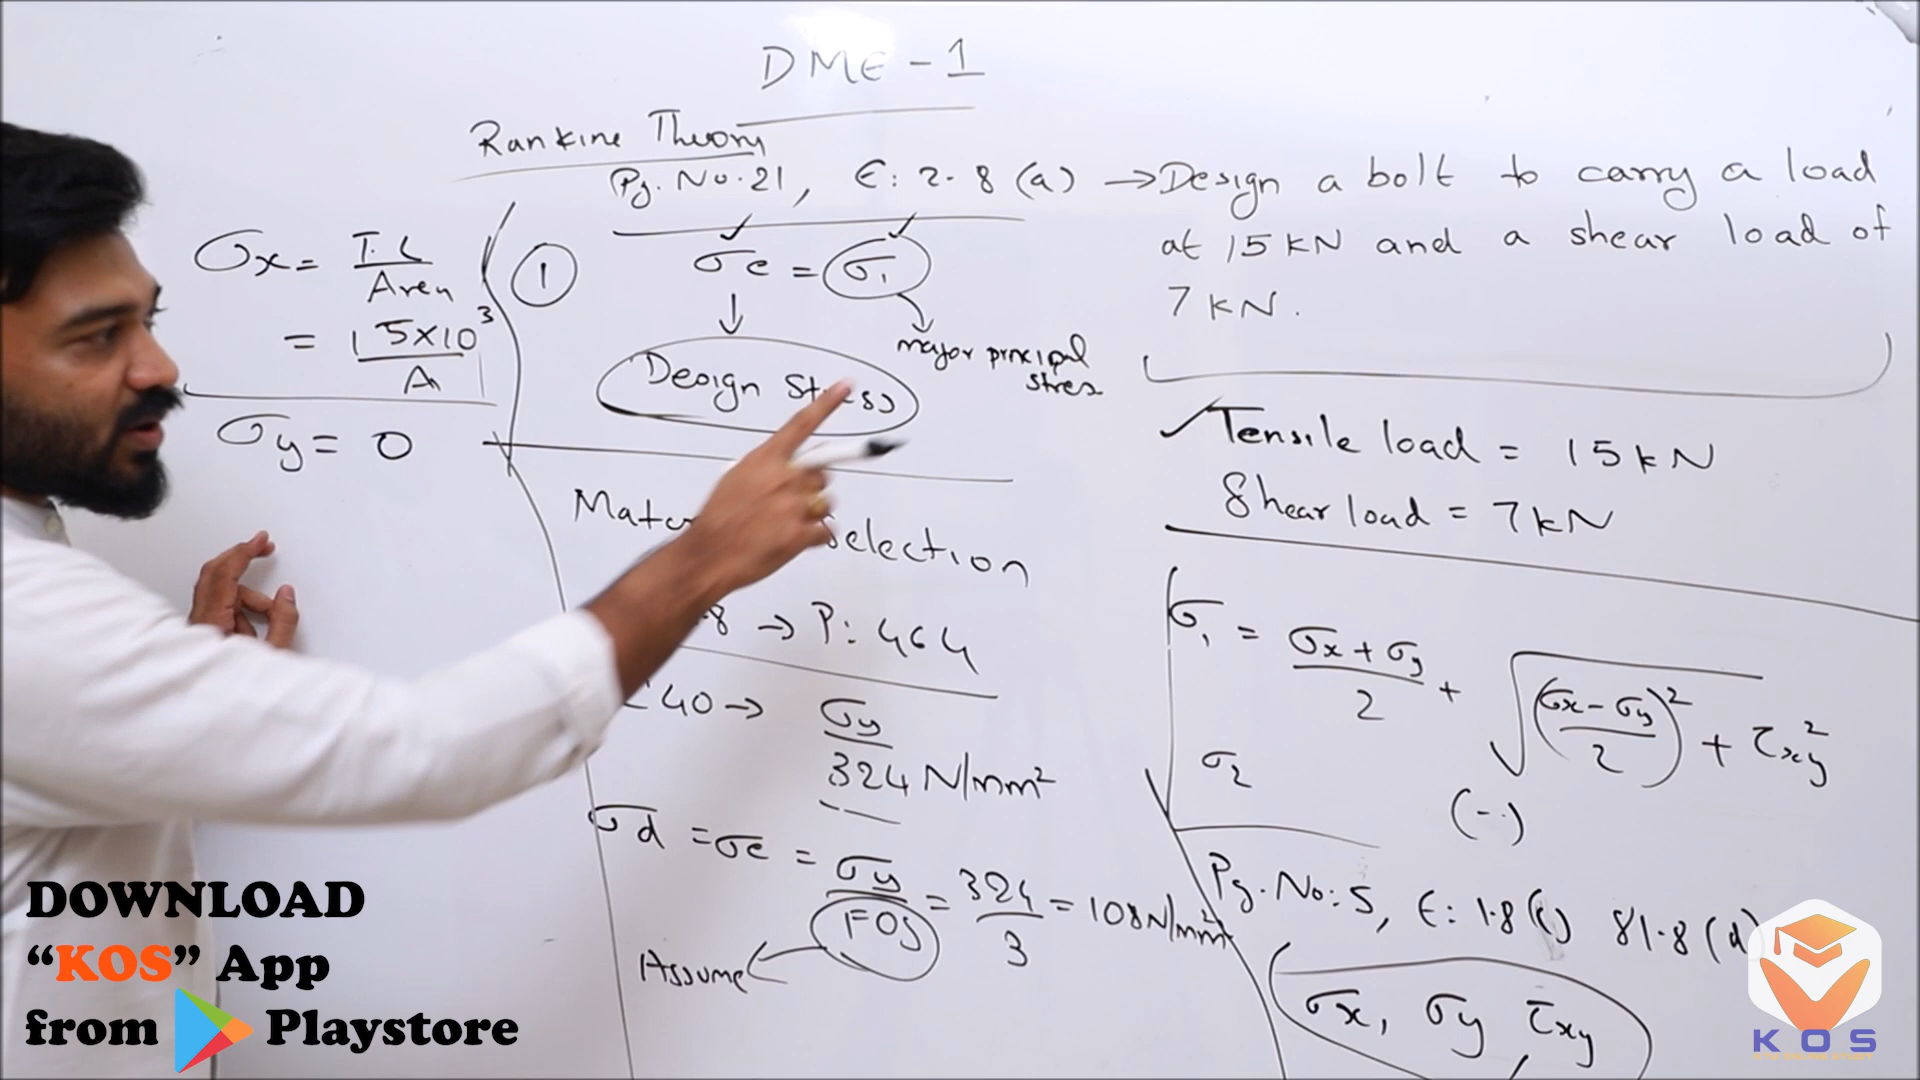 DME-1
Rankine Theory
Pg.No.21, E: 2.8 (a) → Design a bolt to carry a load
at 15 KN and a shear load of
7 KN.
σx = T.L / Area
= 15×10³ / A
σy = 0
① σe = σ₁
major principal
stress
Design
Tensile load = 15 kN
Shear load = 7 kN
Selection
8 → P: 464
40 → σy
324 N/mm²
σd = σe = σy / FOS = 324 / 3 = 108 N/mm²
Assume
σ₁ = (σx + σy) / 2 + √(((σx - σy) / 2)² + τxy²)
σ₂
(-)
Pg.No: 5, E: 1.8
σx, σy τxy
DOWNLOAD
“KOS” App
from Playstore
KOS